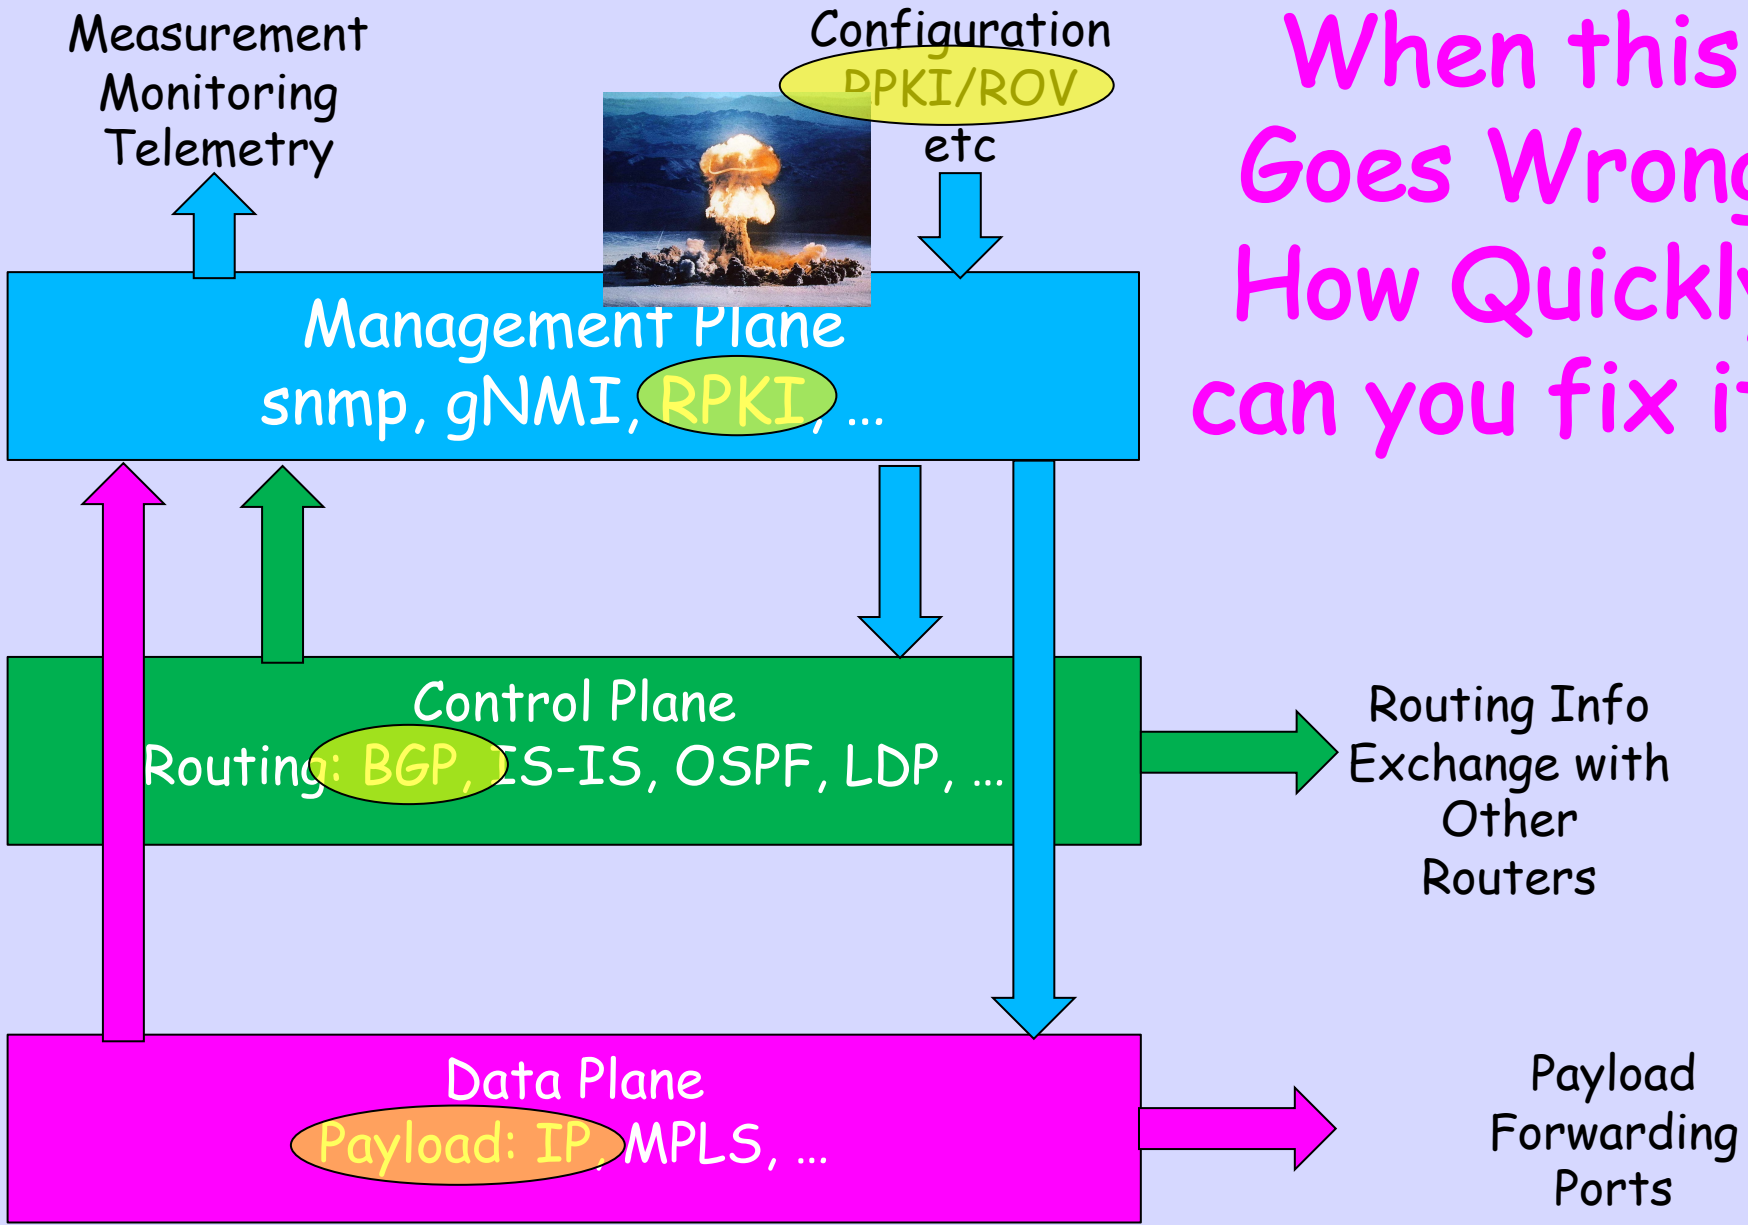 Measurement
Monitoring
Telemetry
Configuration
RPKI/ROV
etc
When this
Goes Wrong
How Quickly
can you fix it
Management Plane
snmp, gNMI, RPKI, …
Control Plane
Routing: BGP, IS-IS, OSPF, LDP, …
Routing Info
Exchange with
Other
Routers
Data Plane
Payload: IP, MPLS, …
Payload
Forwarding
Ports